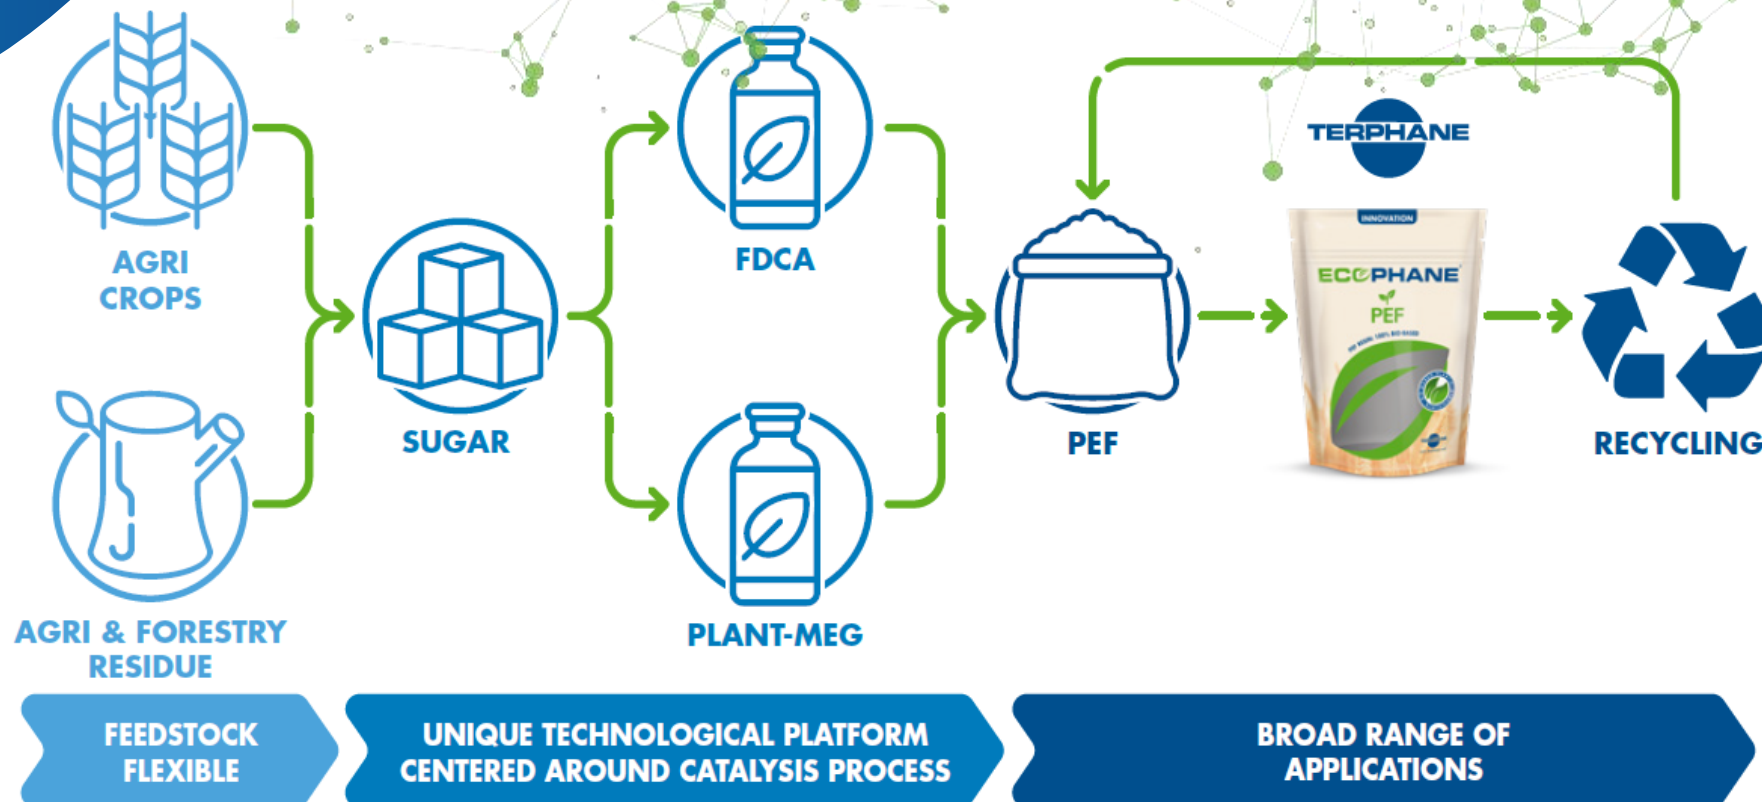 AGRI
CROPS
AGRI & FORESTRY
RESIDUE
SUGAR
FDCA
PLANT-MEG
PEF
TERPHANE
INNOVATION
ECOPHANE
PEF
RECYCLING
FEEDSTOCK
FLEXIBLE
UNIQUE TECHNOLOGICAL PLATFORM
CENTERED AROUND CATALYSIS PROCESS
BROAD RANGE OF
APPLICATIONS